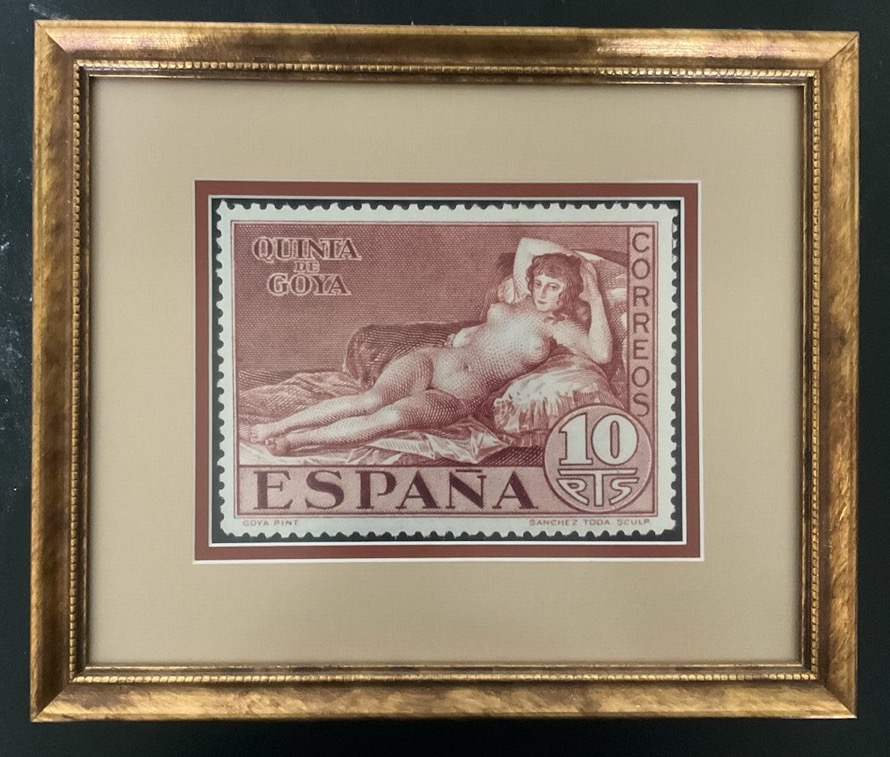 QUINTA
DE
GOYA
CORREOS
10
PTS
ESPAÑA
GOYA PINT
SANCHEZ TODA SCULP.